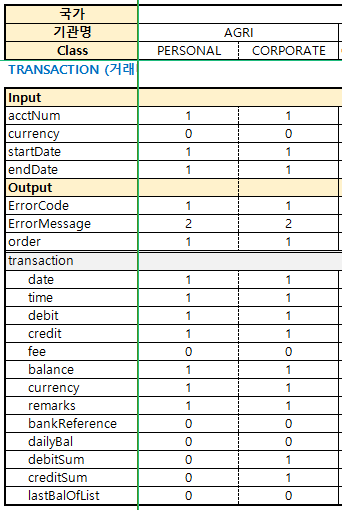 국가
기관명 AGRI
Class PERSONAL CORPORATE
TRANSACTION (거래
Input
acctNum 1 1
currency 0 0
startDate 1 1
endDate 1 1
Output
ErrorCode 1 1
ErrorMessage 2 2
order 1 1
transaction
date 1 1
time 1 1
debit 1 1
credit 1 1
fee 0 0
balance 1 1
currency 1 1
remarks 1 1
bankReference 0 0
dailyBal 0 0
debitSum 0 1
creditSum 0 1
lastBalOfList 0 0